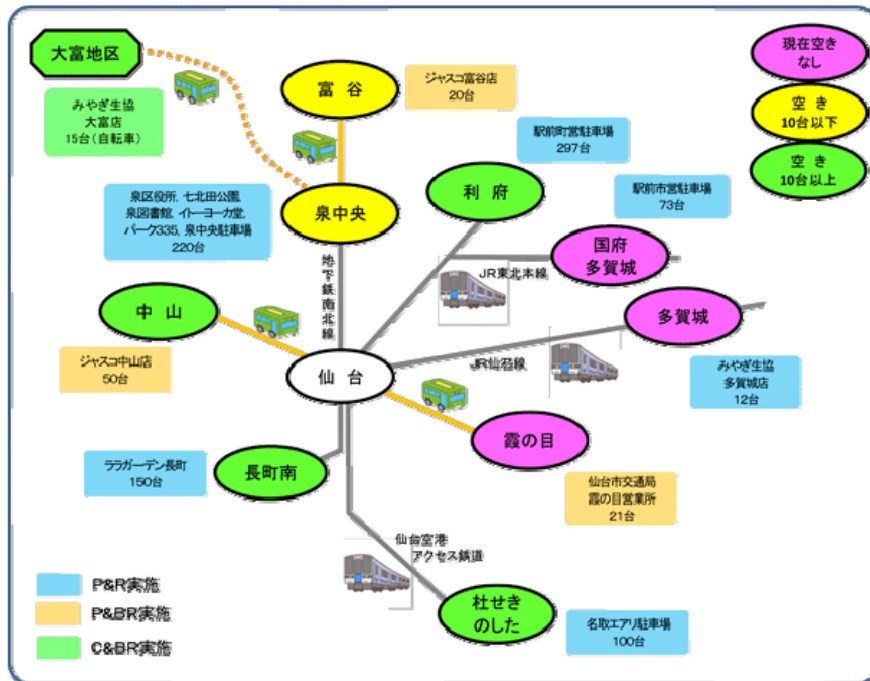 大富地区
みやぎ生協
大富店
15台(自転車)
富谷
ジャスコ富谷店
20台
現在空き
なし
空き
10台以下
空き
10台以上
駅前町営駐車場
297台
利府
駅前市営駐車場
73台
泉区役所, 七北田公園,
泉図書館, イトーヨーカ堂,
パーク335, 泉中央駐車場
220台
泉中央
地下鉄南北線
国府
多賀城
JR東北本線
中山
ジャスコ中山店
50台
多賀城
JR仙石線
みやぎ生協
多賀城店
12台
仙台
霞の目
仙台市交通局
霞の目営業所
21台
ララガーデン長町
150台
長町南
仙台空港
アクセス鉄道
杜せき
のした
名取エアリ駐車場
100台
P&R実施
P&BR実施
C&BR実施